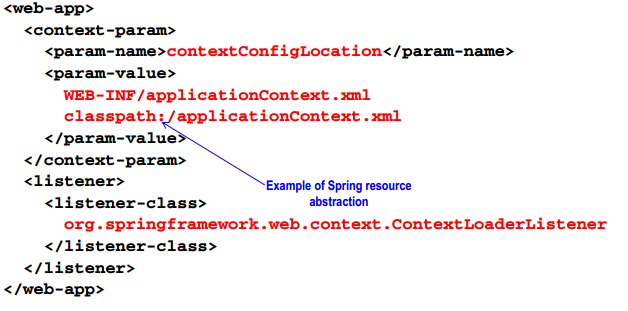 <web-app>
<context-param>
<param-name>contextConfigLocation</param-name>
<param-value>
WEB-INF/applicationContext.xml
classpath:/applicationContext.xml
</param-value>
</context-param>
Example of Spring resource
abstraction
<listener>
<listener-class>
org.springframework.web.context.ContextLoaderListener
</listener-class>
</listener>
</web-app>